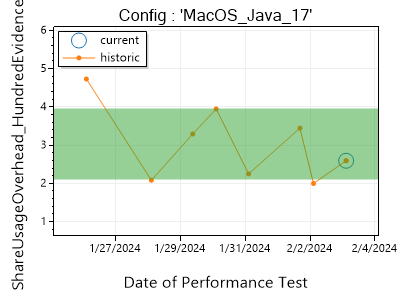 Config : 'MacOS_Java_17'
current
historic
6
5
4
3
2
1
ShareUsageOverhead_HundredEvidence
1/27/2024
1/29/2024
1/31/2024
2/2/2024
2/4/2024
Date of Performance Test